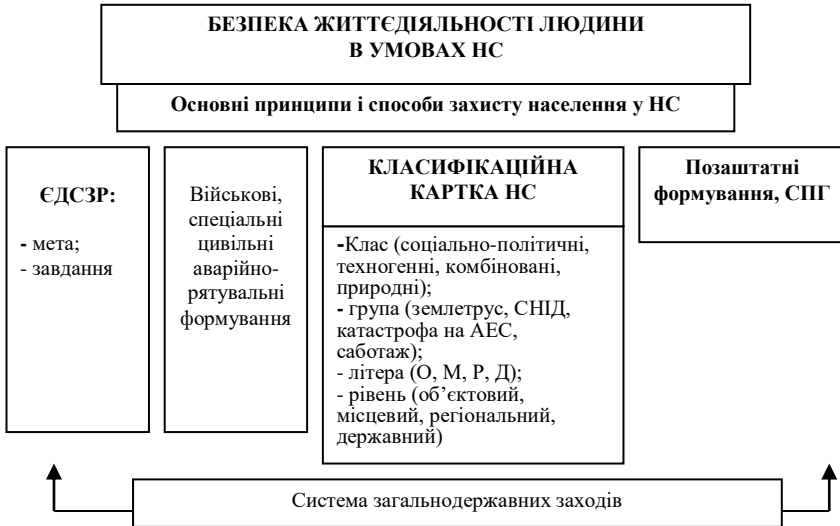 БЕЗПЕКА ЖИТТЄДІЯЛЬНОСТІ ЛЮДИНИ
В УМОВАХ НС
Основні принципи і способи захисту населення у НС
ЄДСЗР:
- мета;
- завдання
Військові,
спеціальні
цивільні
аварійно-
рятувальні
формування
КЛАСИФІКАЦІЙНА
КАРТКА НС
-Клас (соціально-політичні,
техногенні, комбіновані,
природні);
- група (землетрус, СНІД,
катастрофа на АЕС,
саботаж);
- літера (О, М, Р, Д);
- рівень (об’єктовий,
місцевий, регіональний,
державний)
Позаштатні
формування, СПГ
Система загальнодержавних заходів